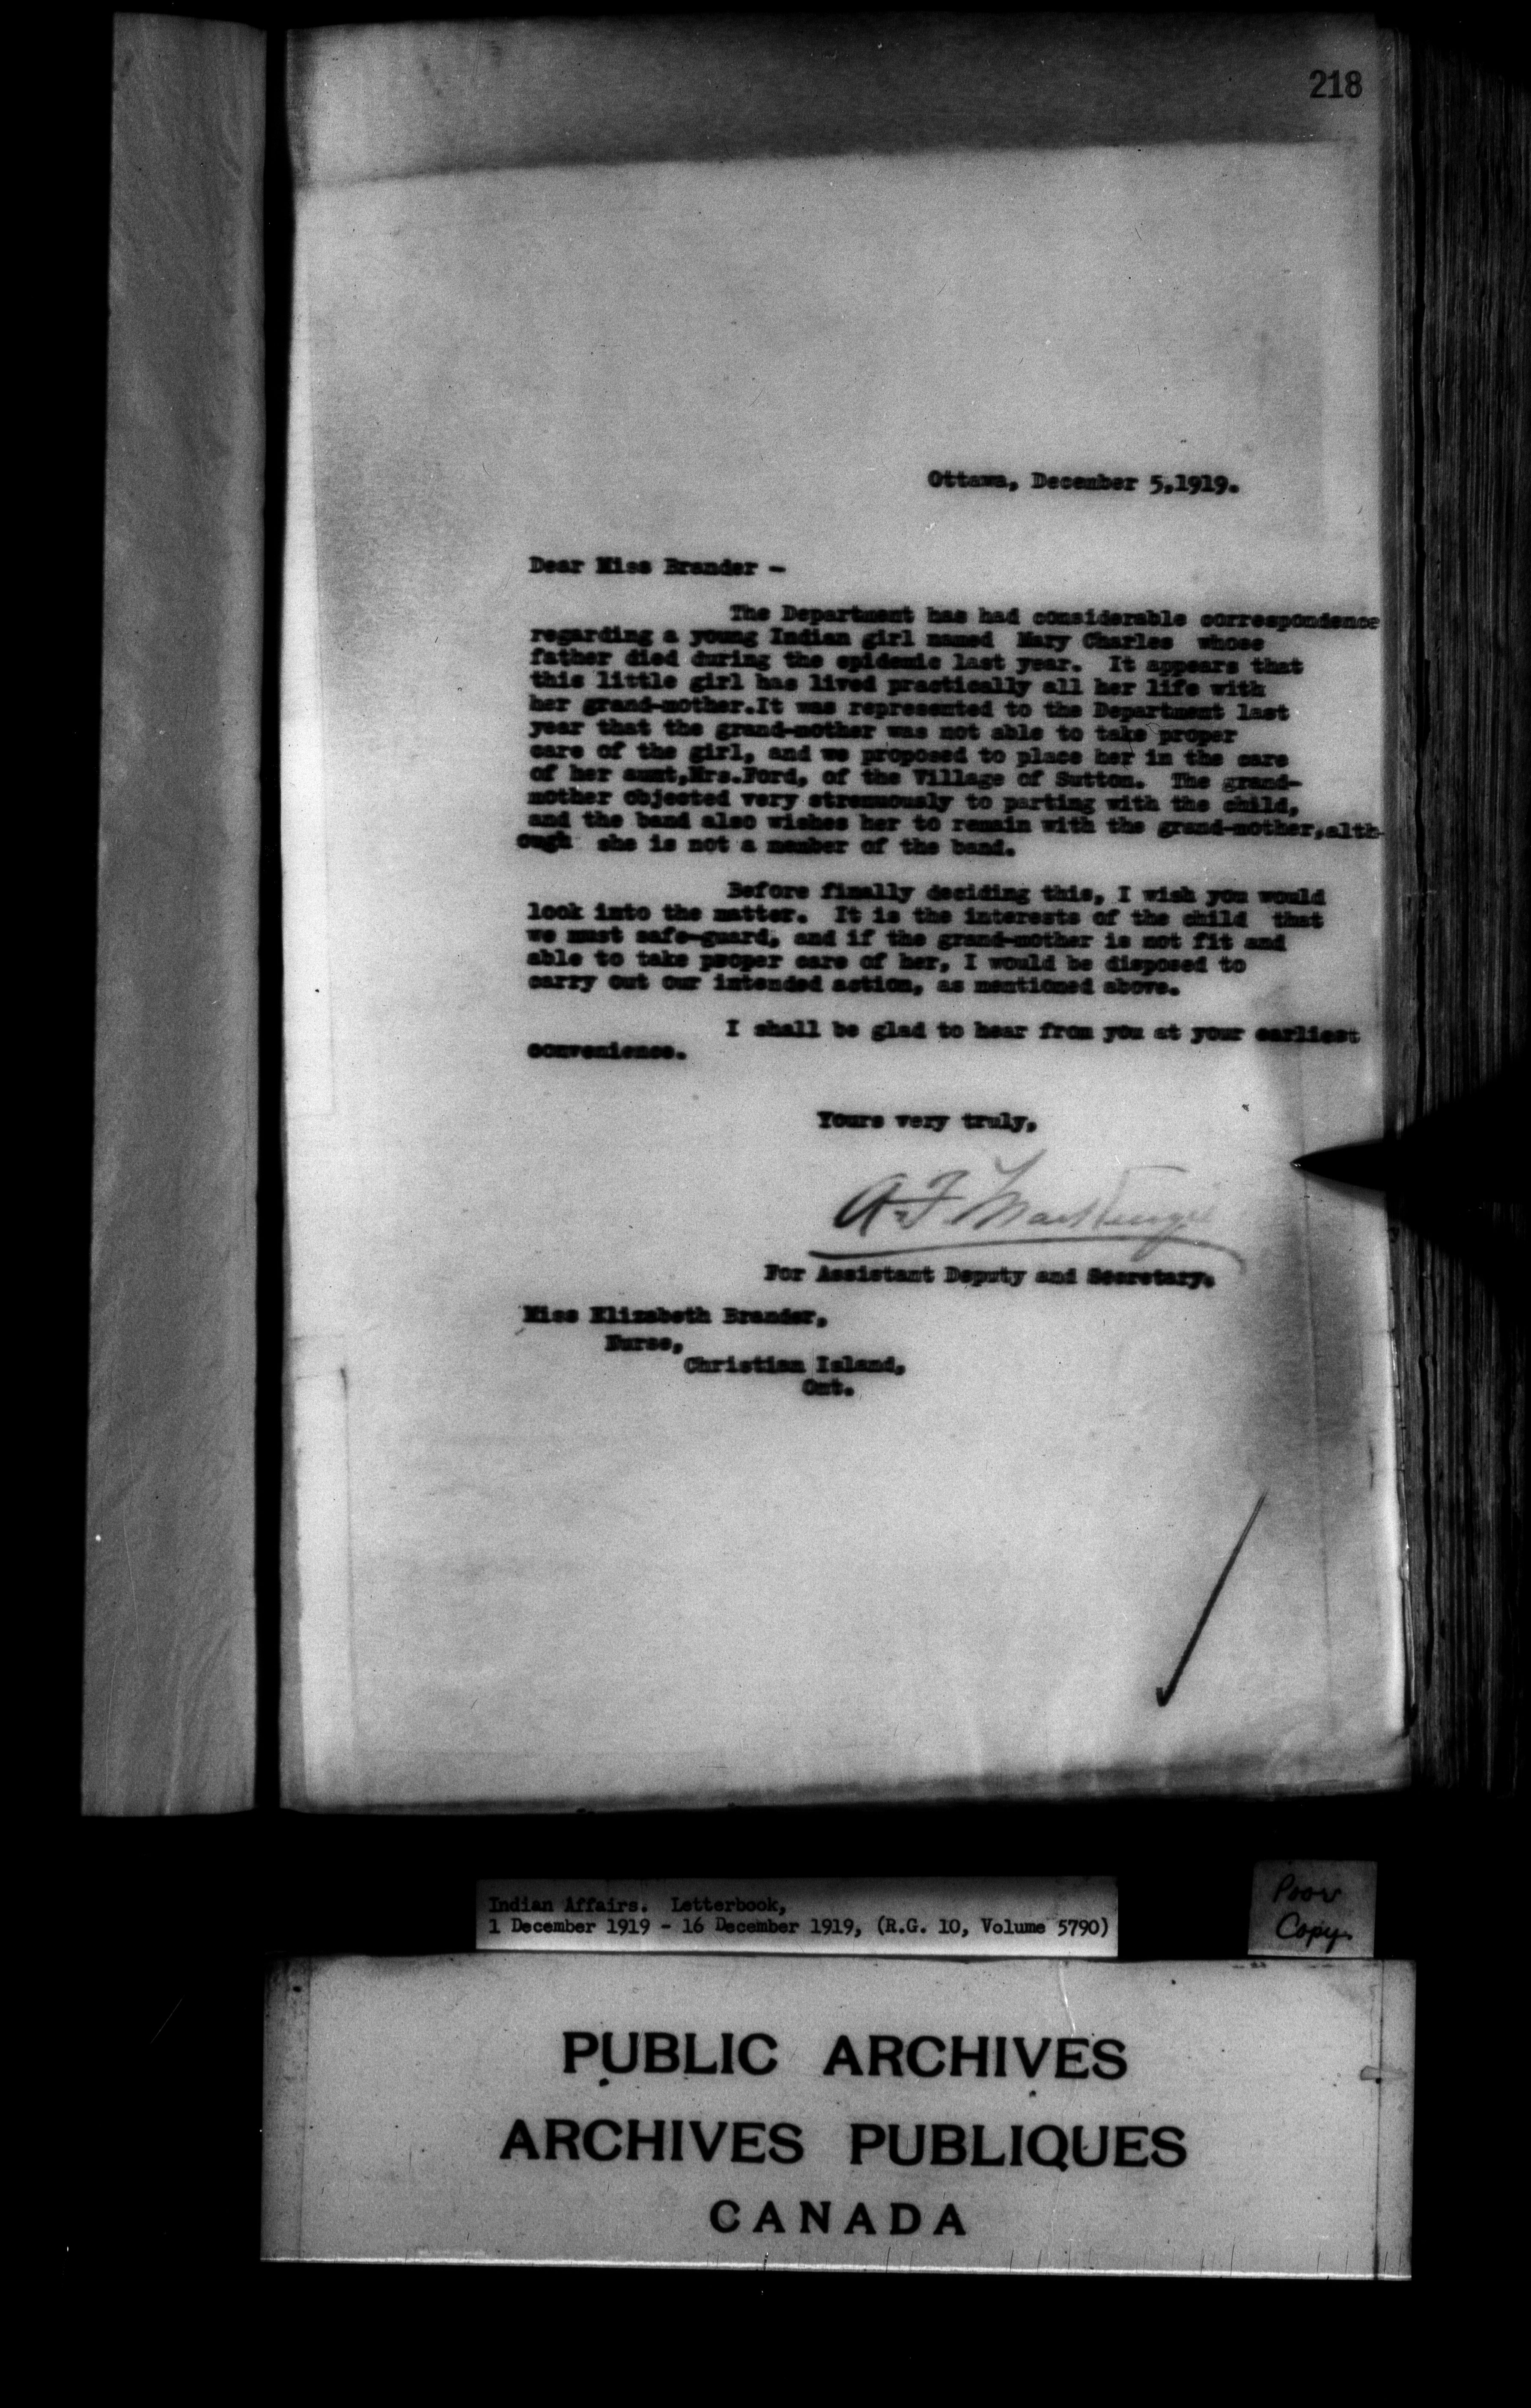 218
Ottawa, December 5,1919.
Dear Miss Brander -
The Department has had considerable correspondence
regarding a young Indian girl named Mary Charles whose
father died during the epidemic last year. It appears that
this little girl has lived practically all her life with
her grand-mother.It was represented to the Department last
year that the grand-mother was not able to take proper
care of the girl, and we proposed to place her in the care
of her aunt,Mrs.Ford, of the Village of Sutton. The grand-
mother objected very strenuously to parting with the child,
and the band also wishes her to remain with the grand-mother,alth-
ough she is not a member of the band.
Before finally deciding this, I wish you would
look into the matter. It is the interests of the child that
we must safe-guard, and if the grand-mother is not fit and
able to take proper care of her, I would be disposed to
carry out our intended action, as mentioned above.
I shall be glad to hear from you at your earliest
convenience.
Yours very truly,
A.F. MacKenzie
For Assistant Deputy and Secretary.
Miss Elizabeth Brander,
Nurse,
Christian Island,
Ont.
Indian Affairs. Letterbook,
1 December 1919 - 16 December 1919, (R.G. 10, Volume 5790)
Poor
Copy
PUBLIC ARCHIVES
ARCHIVES PUBLIQUES
CANADA